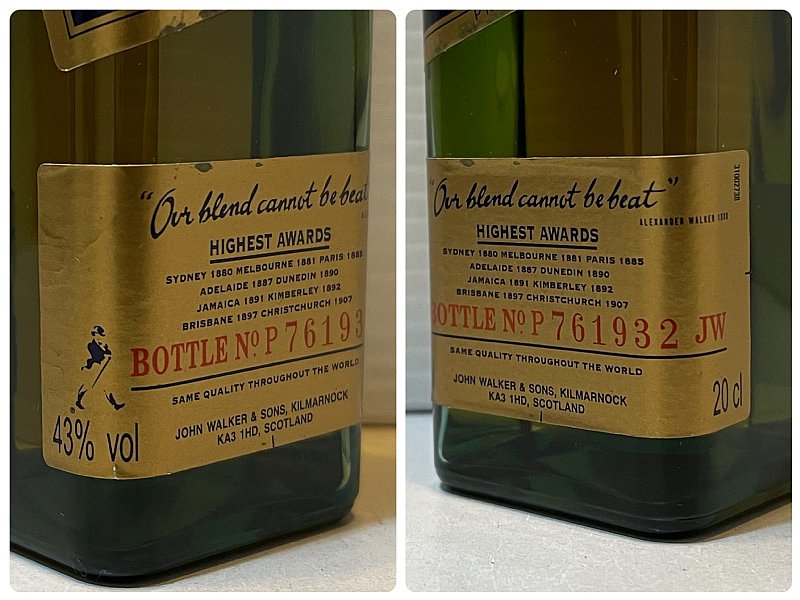 "Our blend cannot be beat
HIGHEST AWARDS
SYDNEY 1880 MELBOURNE 1881 PARIS 1885
ADELAIDE 1887 DUNEDIN 1890
JAMAICA 1891 KIMBERLEY 1892
BRISBANE 1897 CHRISTCHURCH 1907
BOTTLE Nº P 76193
SAME QUALITY THROUGHOUT THE WORLD
JOHN WALKER & SONS, KILMARNOCK
KA3 1HD, SCOTLAND
43% vol
"Our blend cannot be beat"
ALEXANDER WALKER
HIGHEST AWARDS
SYDNEY 1880 MELBOURNE 1881 PARIS 1885
ADELAIDE 1887 DUNEDIN 1890
JAMAICA 1891 KIMBERLEY 1892
BRISBANE 1897 CHRISTCHURCH 1907
BOTTLE Nº P 761932 JW
SAME QUALITY THROUGHOUT THE WORLD
JOHN WALKER & SONS, KILMARNOCK
KA3 1HD, SCOTLAND
20 cl
31002738